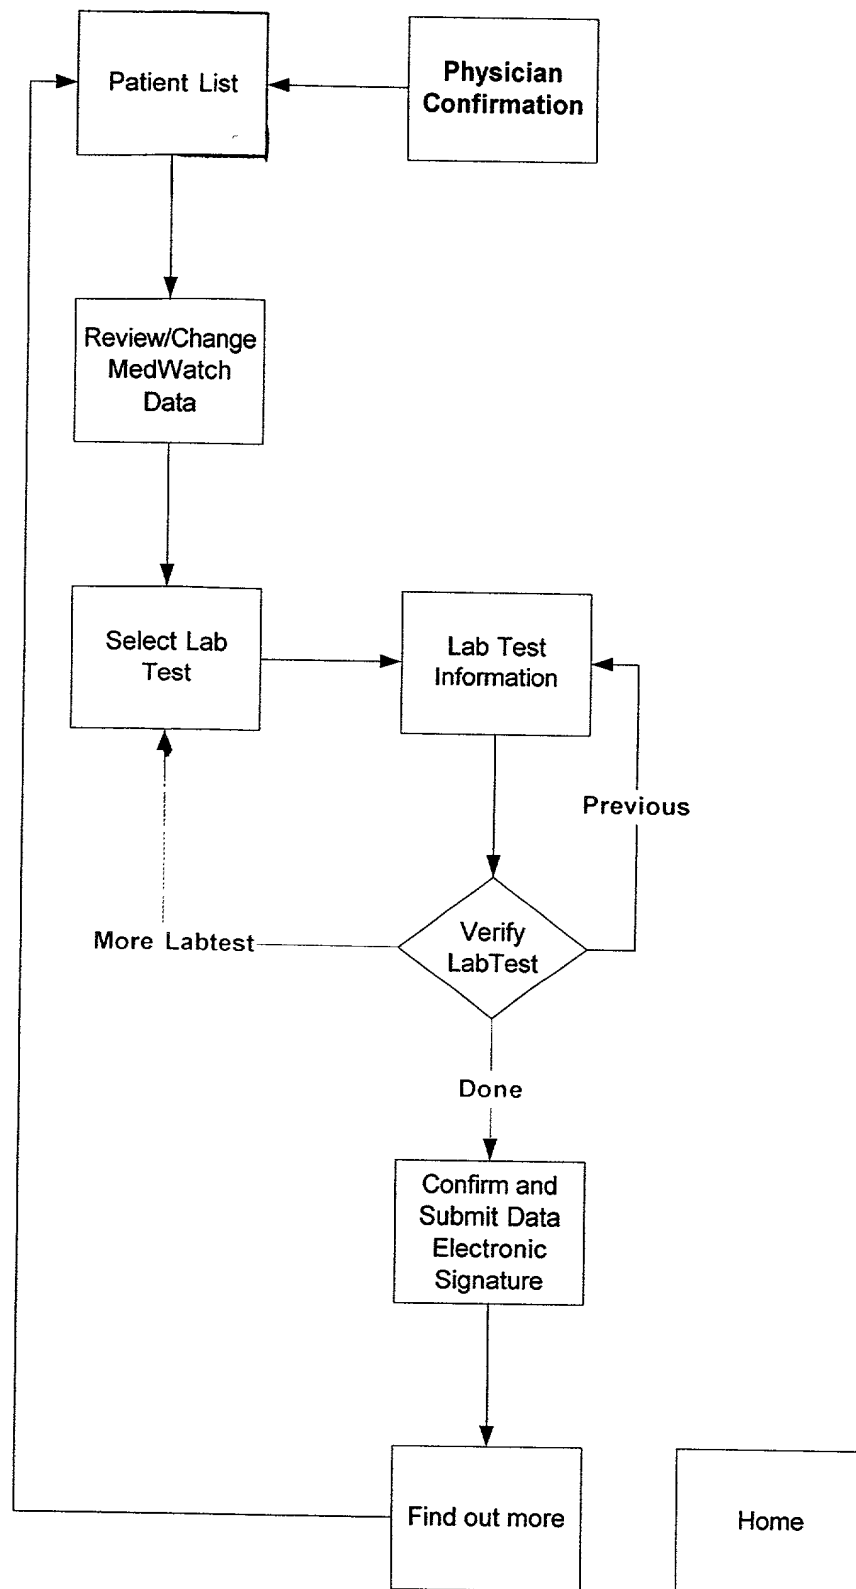 Patient List
Physician
Confirmation
Review/Change
MedWatch
Data
Select Lab
Test
Lab Test
Information
Previous
More Labtest
Verify
LabTest
Done
Confirm and
Submit Data
Electronic
Signature
Find out more
Home